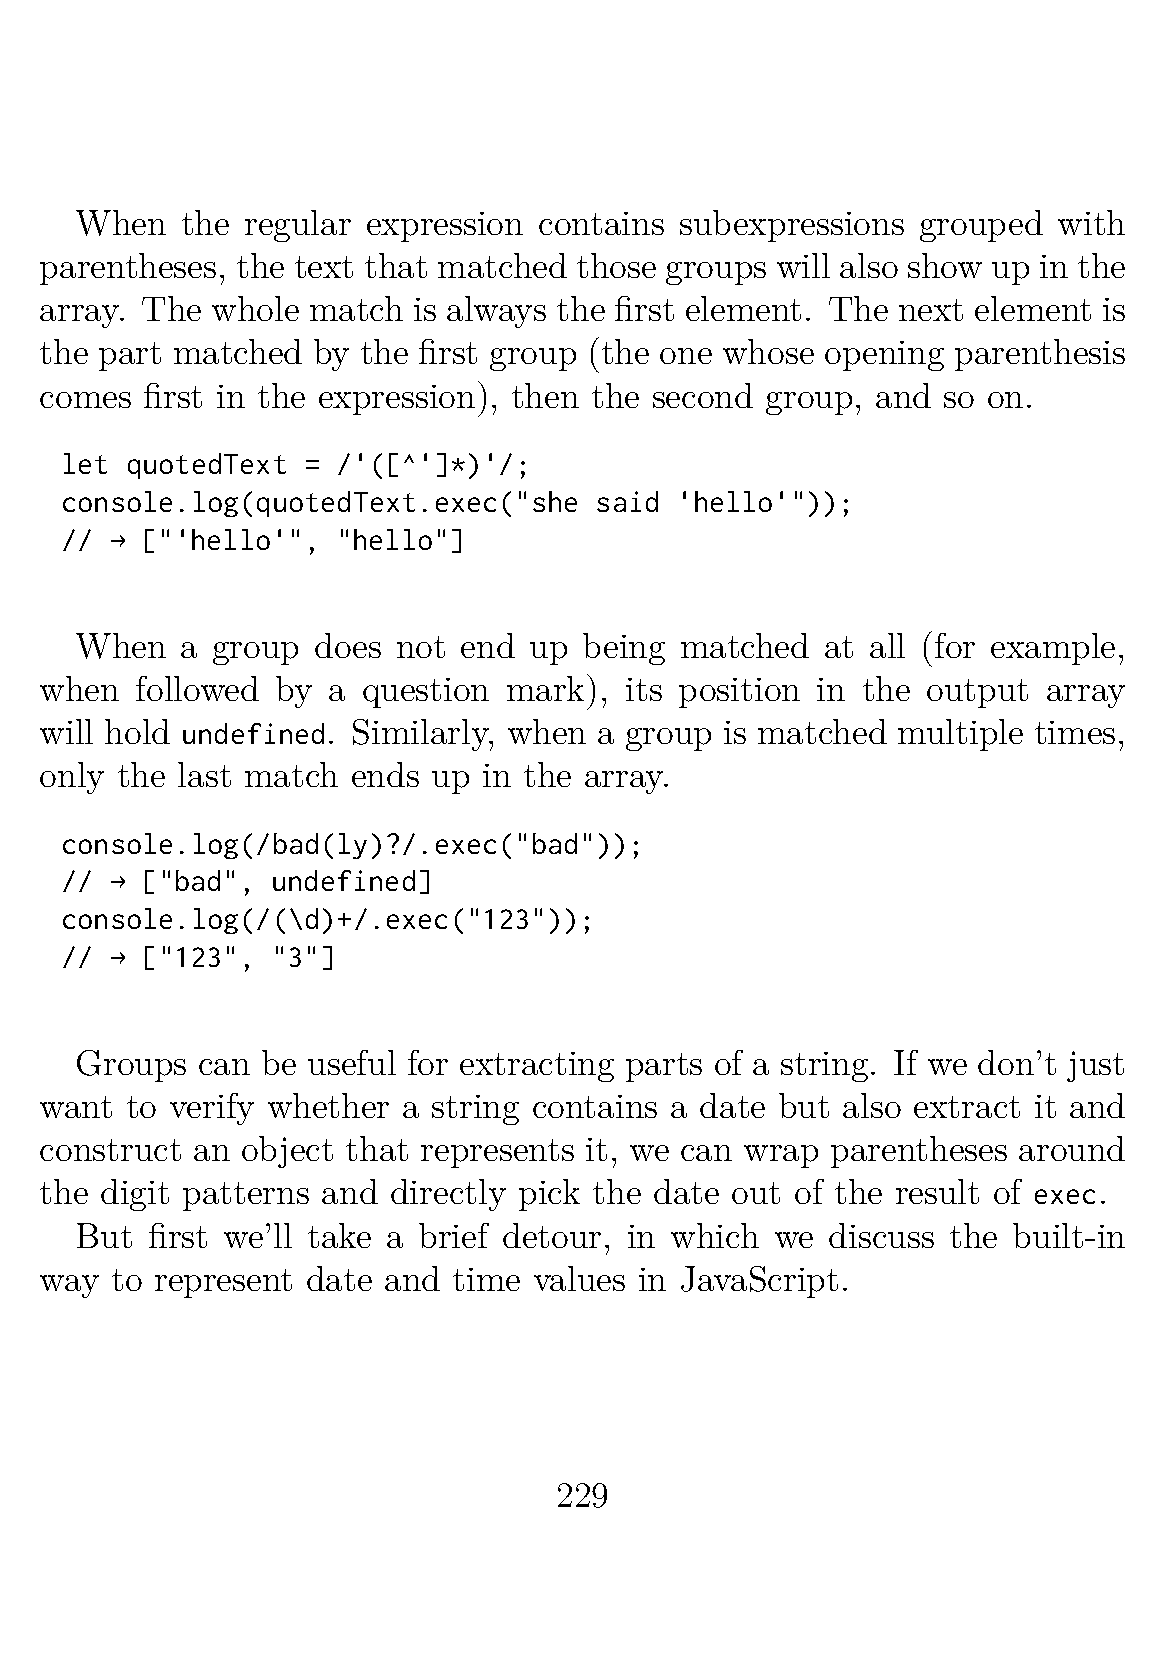 When the regular expression contains subexpressions grouped with
parentheses, the text that matched those groups will also show up in the
array. The whole match is always the first element. The next element is
the part matched by the first group (the one whose opening parenthesis
comes first in the expression), then the second group, and so on.
let quotedText = /'([^']*)'/;
console.log(quotedText.exec("she said 'hello'"));
// → ["'hello'", "hello"]
When a group does not end up being matched at all (for example,
when followed by a question mark), its position in the output array
will hold undefined. Similarly, when a group is matched multiple times,
only the last match ends up in the array.
console.log(/bad(ly)?/.exec("bad"));
// → ["bad", undefined]
console.log(/(\d)+/.exec("123"));
// → ["123", "3"]
Groups can be useful for extracting parts of a string. If we don't just
want to verify whether a string contains a date but also extract it and
construct an object that represents it, we can wrap parentheses around
the digit patterns and directly pick the date out of the result of exec.
But first we'll take a brief detour, in which we discuss the built-in
way to represent date and time values in JavaScript.
229